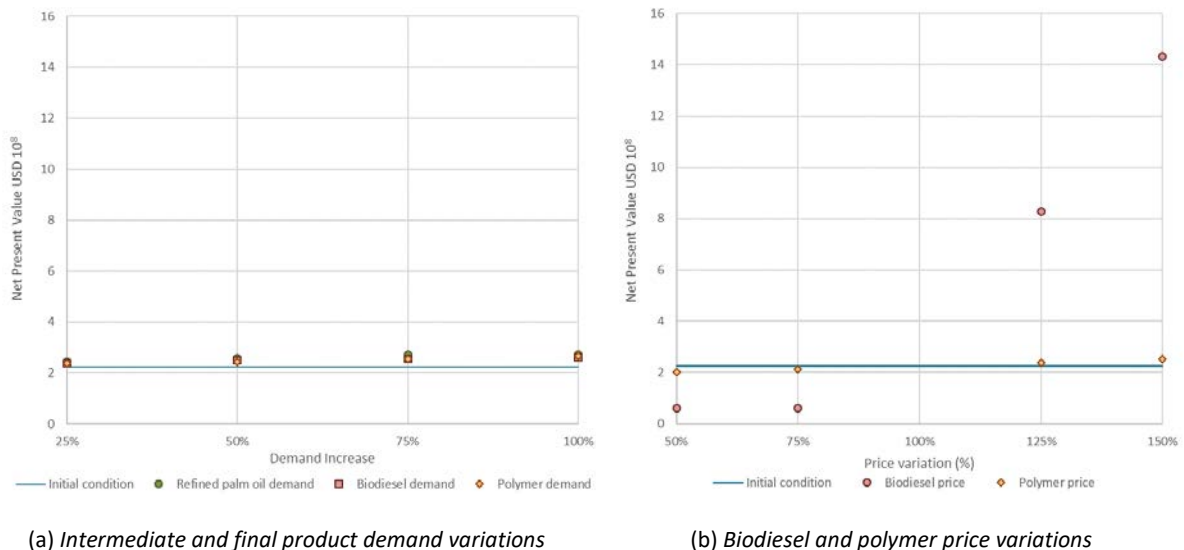 16
14
12
10
8
6
4
2
0
Net Present Value USD 10⁸
25%
50%
75%
100%
Demand Increase
Initial condition
Refined palm oil demand
Biodiesel demand
Polymer demand
(a) Intermediate and final product demand variations
16
14
12
10
8
6
4
2
0
Net Present Value USD 10⁸
50%
75%
100%
125%
150%
Price variation (%)
Initial condition
Biodiesel price
Polymer price
(b) Biodiesel and polymer price variations